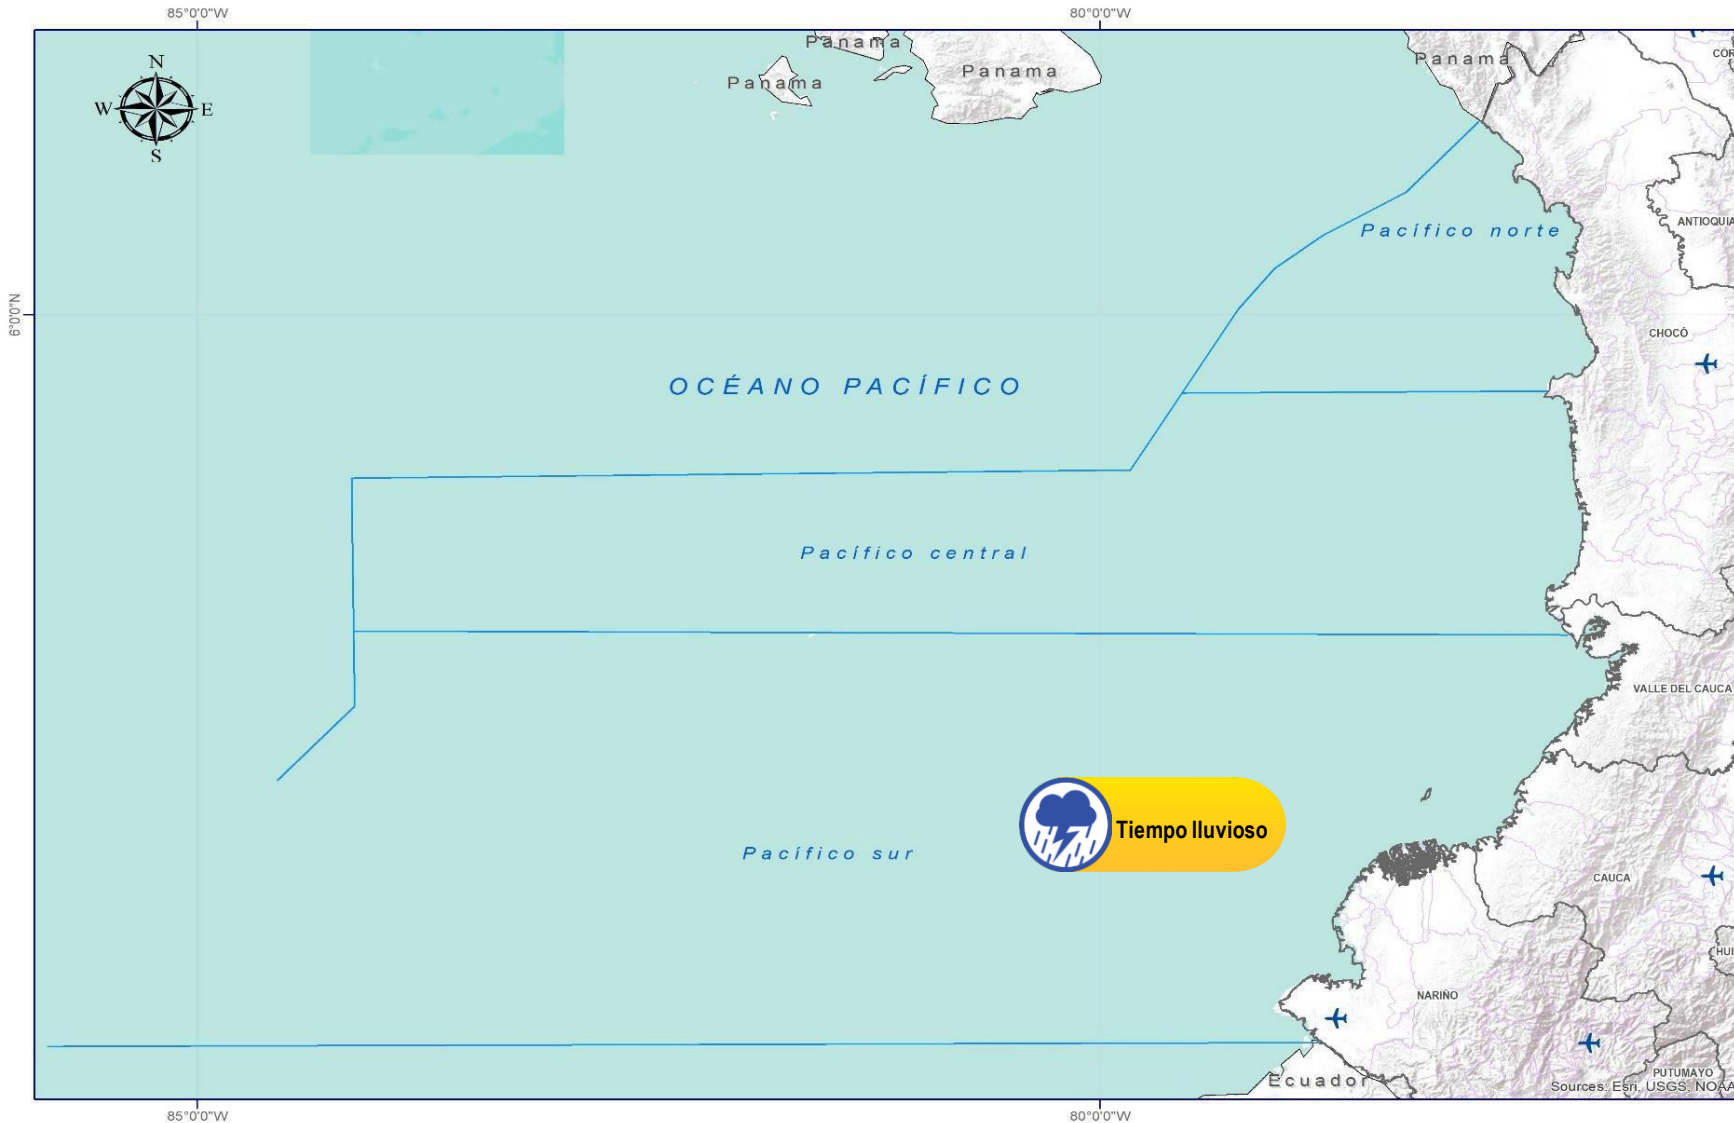 85°0'0"W
80°0'0"W
Panama
Panama
Panama
Panama
N
W
E
S
ANTIOQUIA
Pacífico norte
6°0'0"N
CHOCÓ
OCÉANO PACÍFICO
Pacífico central
VALLE DEL CAUCA
Tiempo lluvioso
Pacífico sur
CAUCA
HUI
NARIÑO
PUTUMAYO
Ecuador
Sources: Esri, USGS, NOAA
85°0'0"W
80°0'0"W